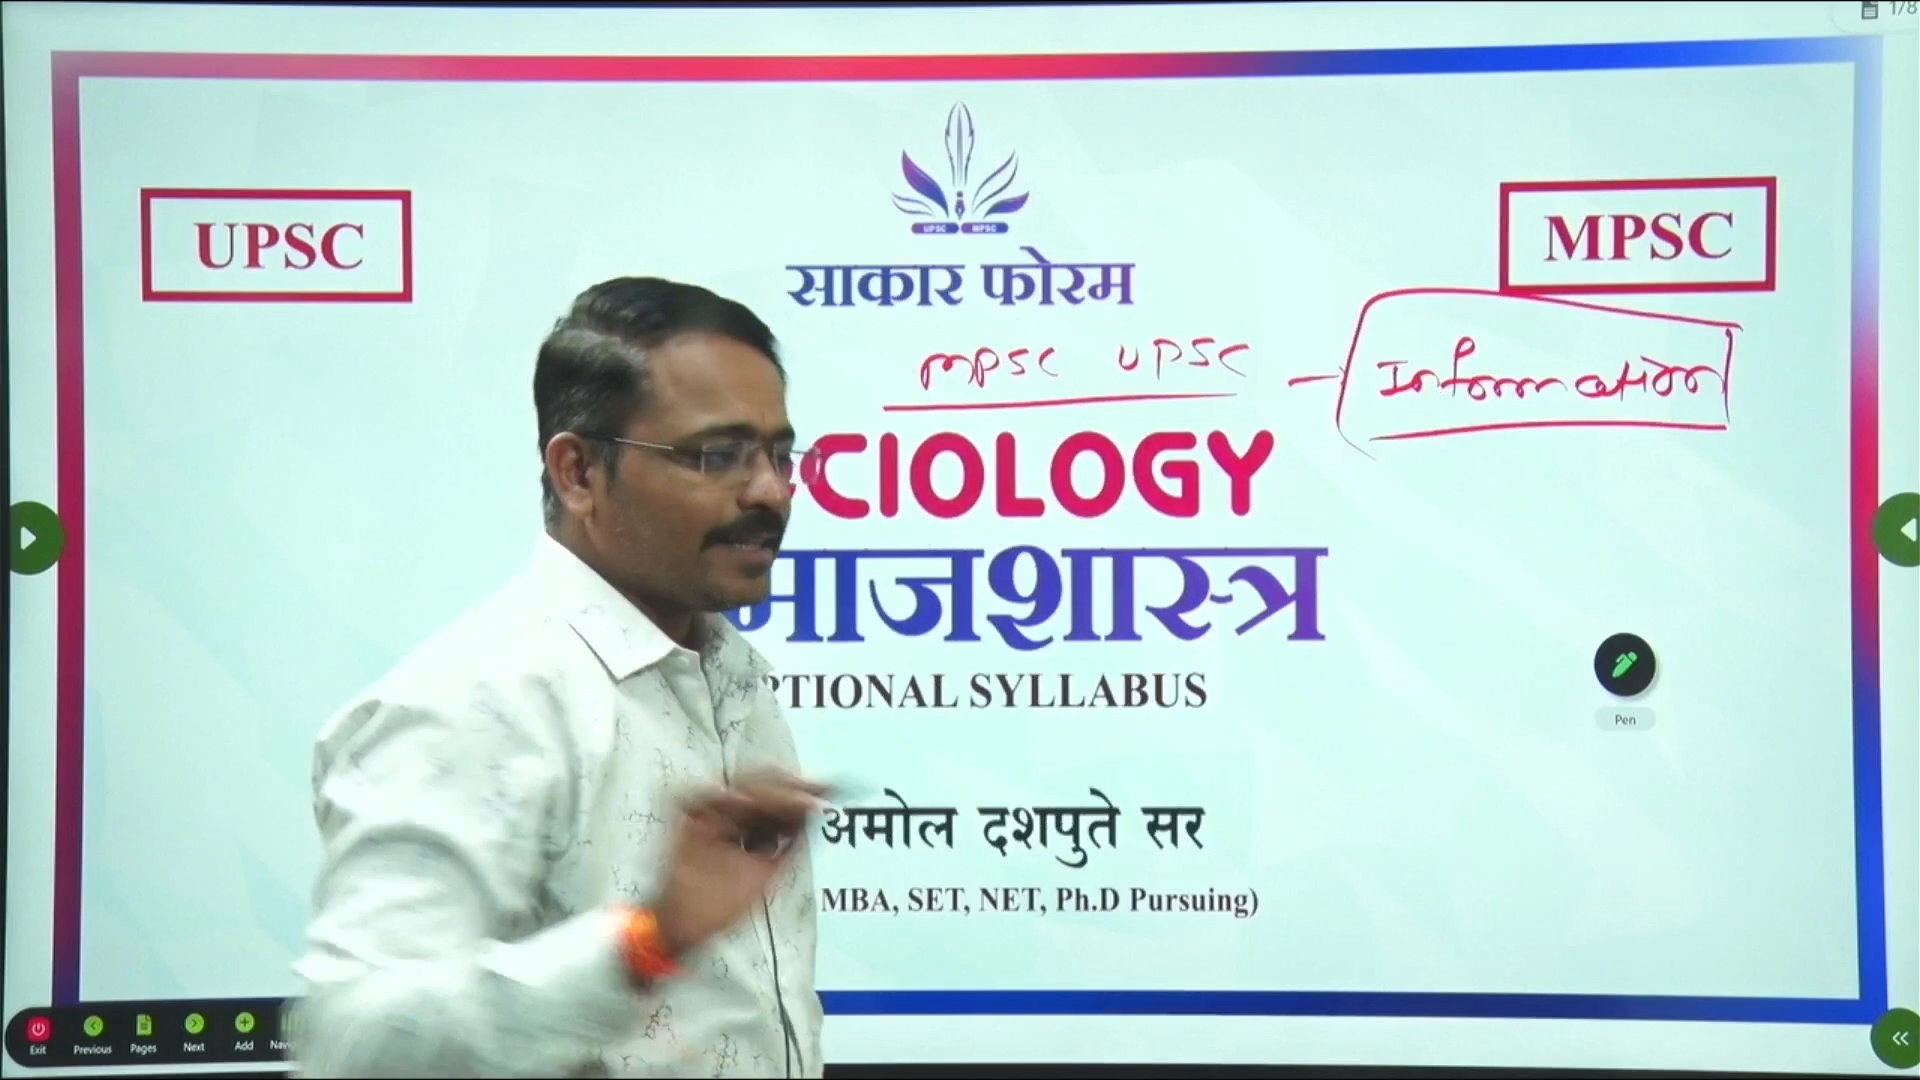 1/8
UPSC
MPSC
UPSC MPSC
साकार फोरम
MPSC UPSC - Information
CIOLOGY
माजशास्त्र
TIONAL SYLLABUS
Pen
अमोल दशपुते सर
MBA, SET, NET, Ph.D Pursuing)
Exit Previous Pages Next Add